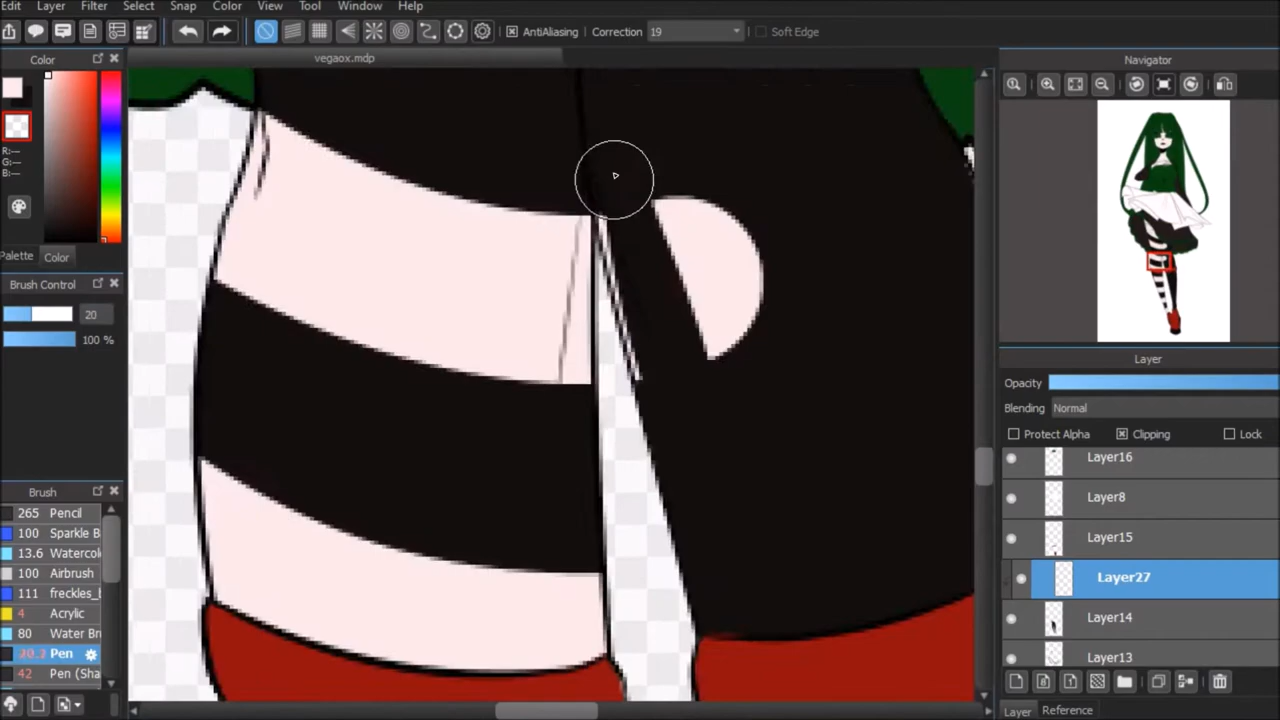 Edit Layer Filter Select Snap Color View Tool Window Help
AntiAliasing Correction 19 Soft Edge
Color
vegaox.mdp
Navigator
R:---
G:---
B:---
Palette Color
Brush Control
20
100 %
Layer
Opacity
Blending Normal
Protect Alpha Clipping Lock
Layer16
Layer8
Layer15
Layer27
Layer14
Layer13
Brush
265 Pencil
100 Sparkle B
13.6 Watercolo
100 Airbrush
111 freckles_b
4 Acrylic
80 Water Bru
Pen
42 Pen (Sha
Layer Reference